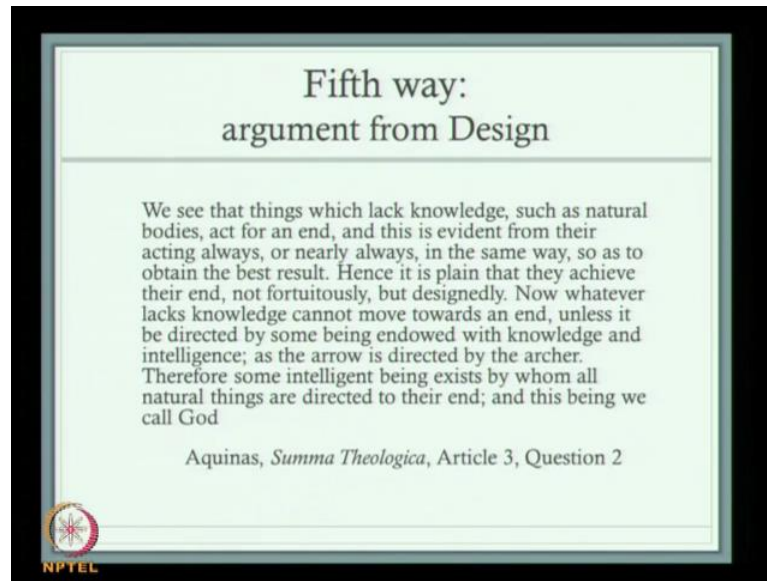 Fifth way:
argument from Design
We see that things which lack knowledge, such as natural
bodies, act for an end, and this is evident from their
acting always, or nearly always, in the same way, so as to
obtain the best result. Hence it is plain that they achieve
their end, not fortuitously, but designedly. Now whatever
lacks knowledge cannot move towards an end, unless it
be directed by some being endowed with knowledge and
intelligence; as the arrow is directed by the archer.
Therefore some intelligent being exists by whom all
natural things are directed to their end; and this being we
call God
Aquinas, Summa Theologica, Article 3, Question 2
NPTEL